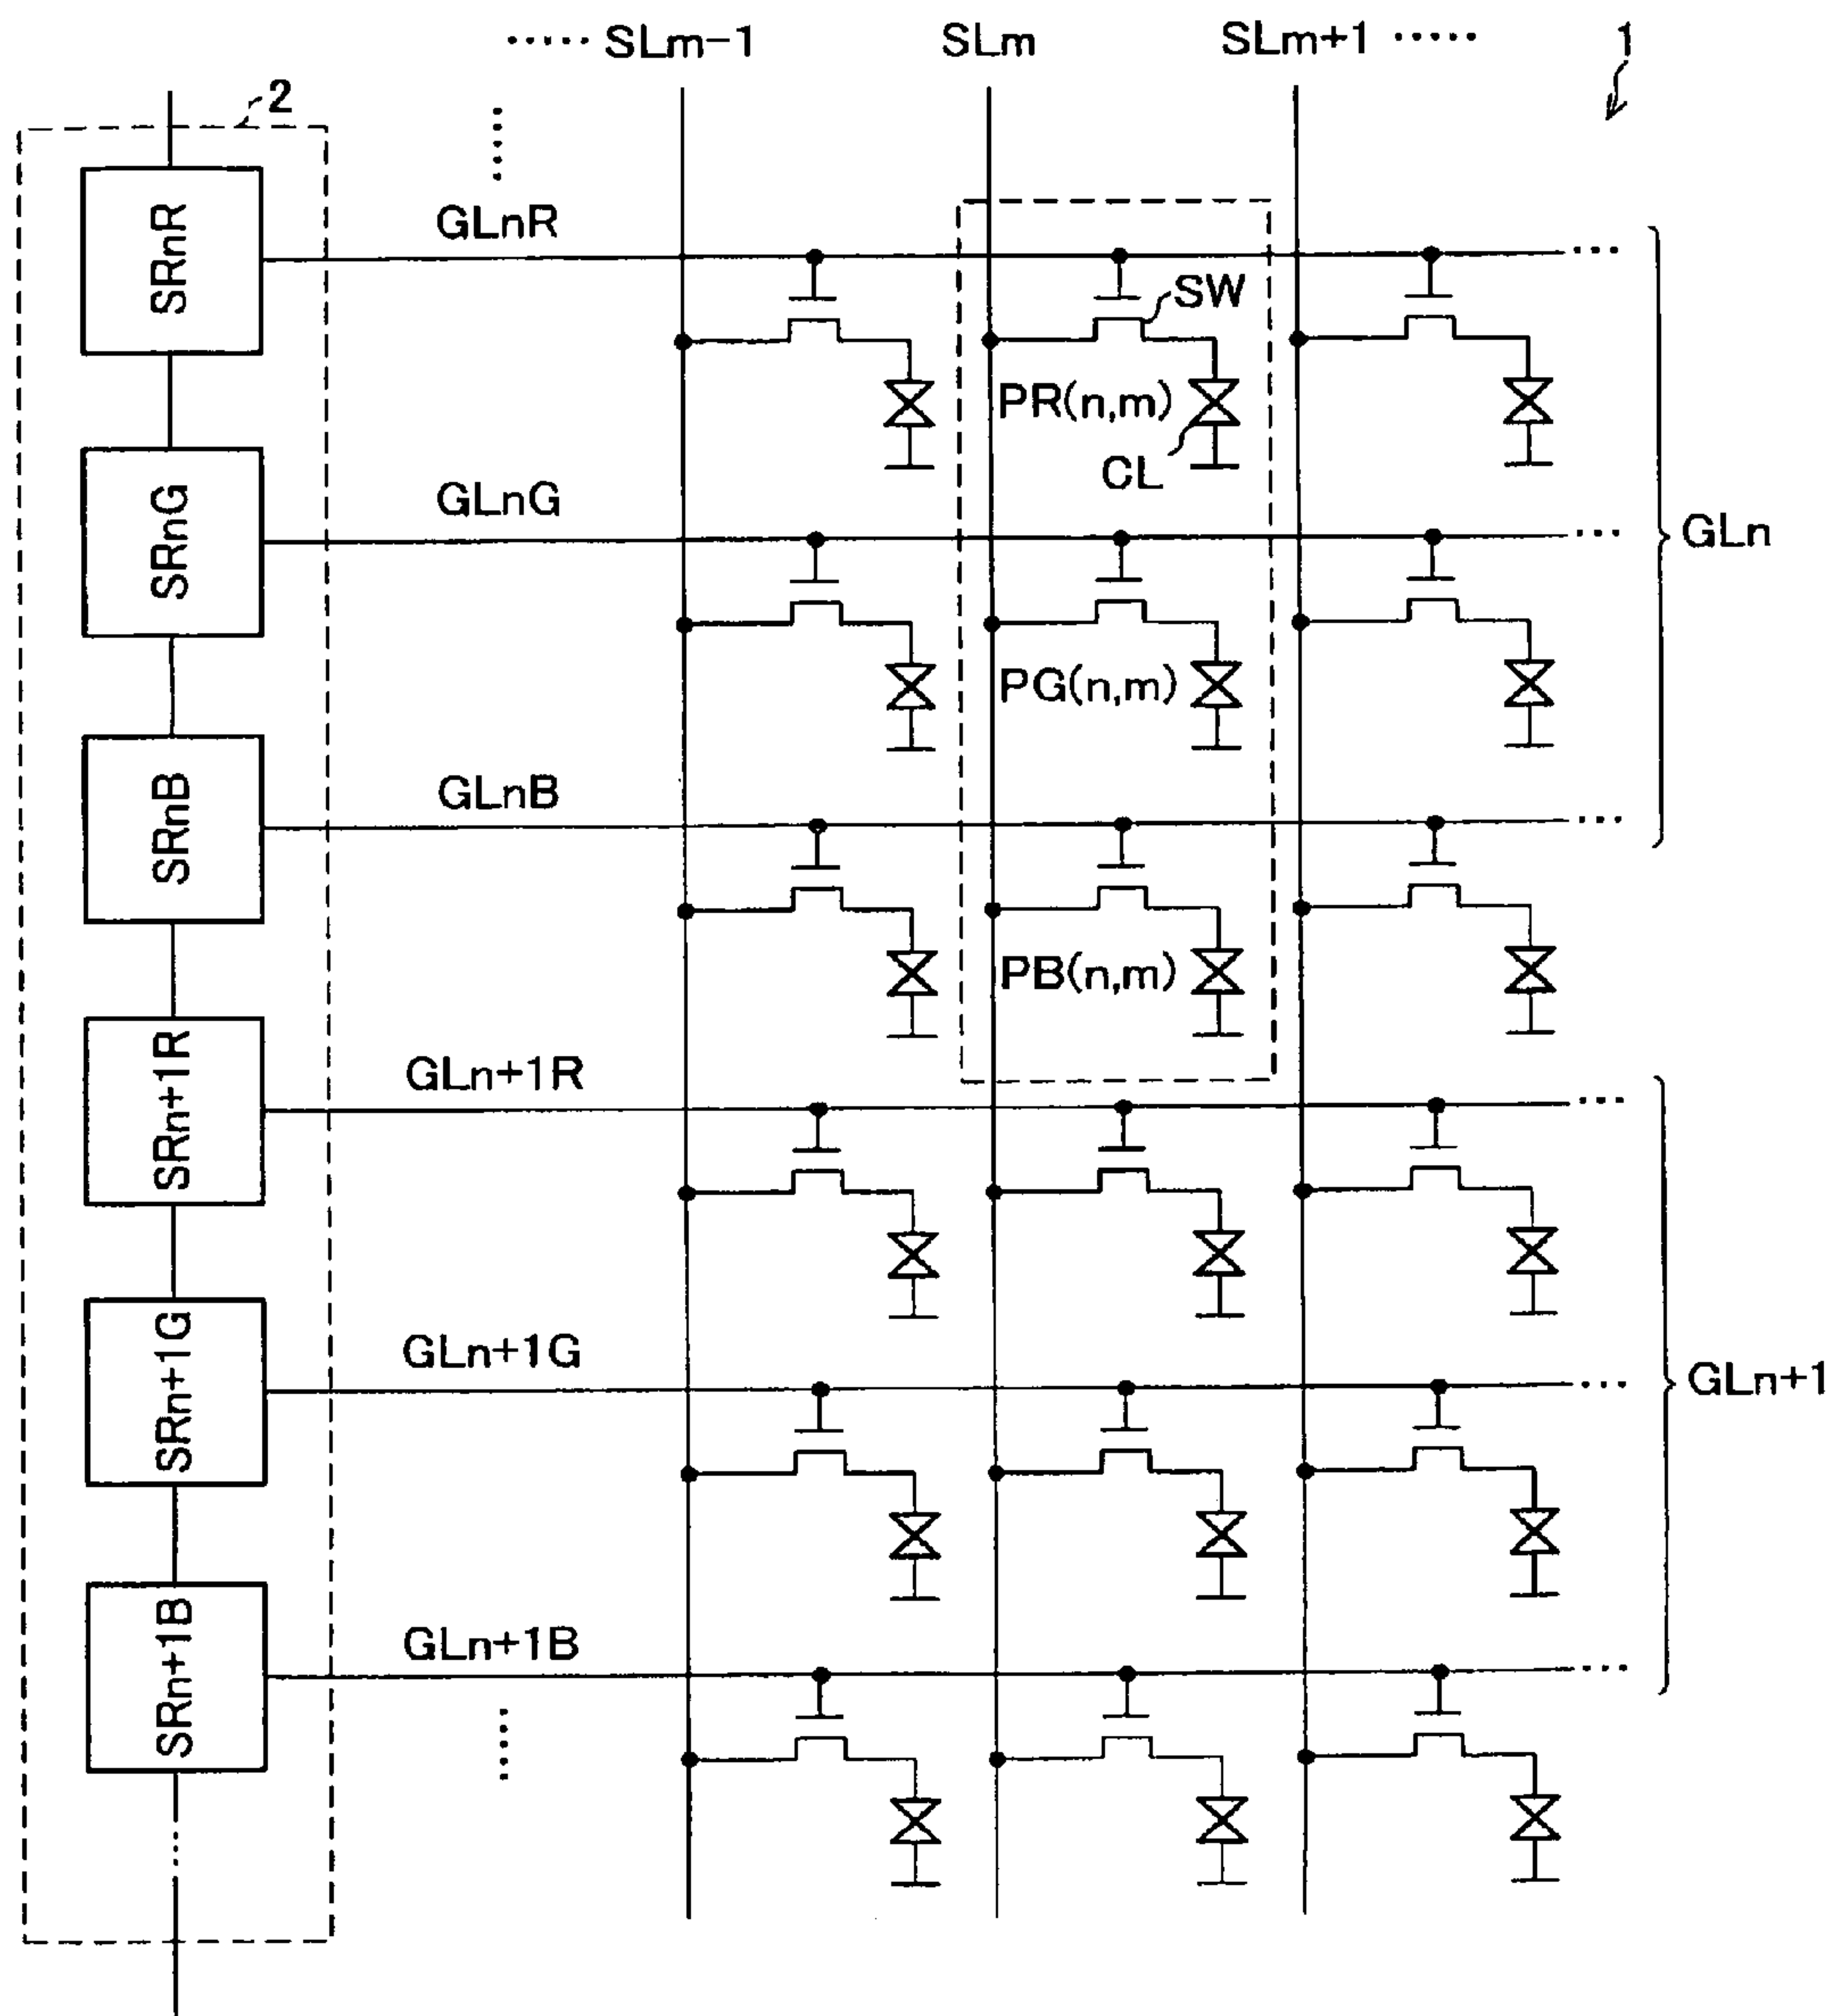 ····· SLm-1 SLm SLm+1 ·····
1
2
SRnR
GLnR
···
SW
PR(n,m)
CL
SRnG
GLnG
···
GLn
PG(n,m)
SRnB
GLnB
···
PB(n,m)
SRn+1R
GLn+1R
···
SRn+1G
GLn+1G
···
GLn+1
SRn+1B
GLn+1B
···